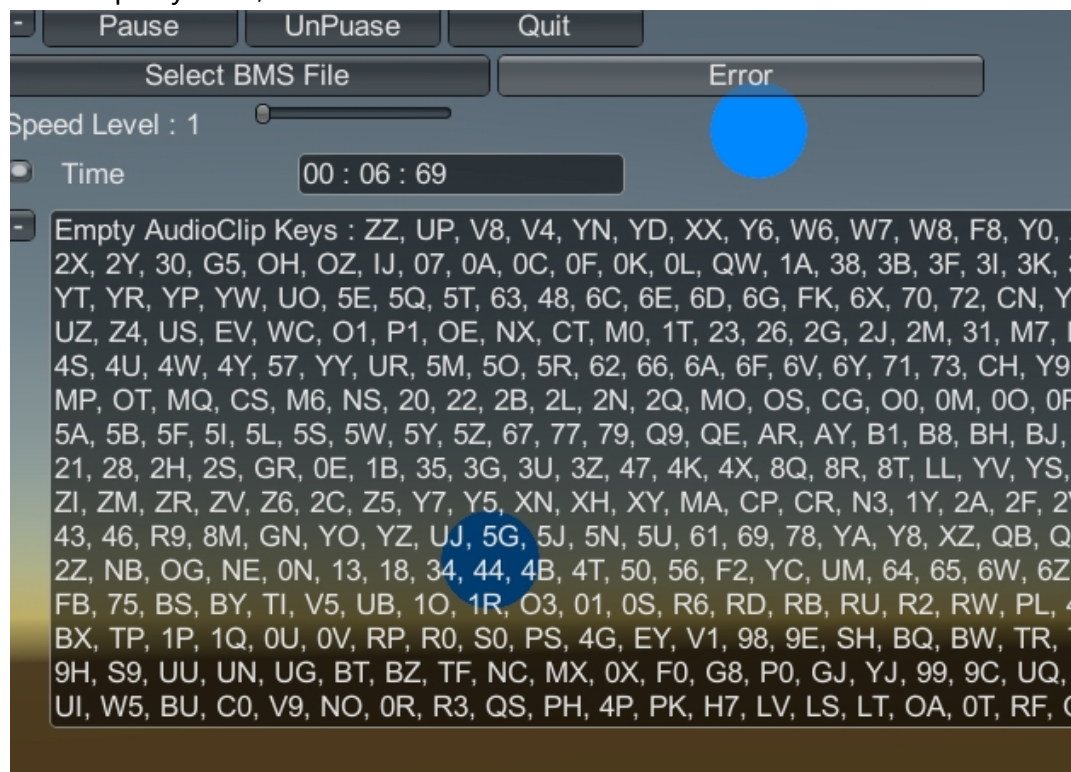 - Pause UnPuase Quit
Select BMS File Error
Speed Level : 1
Time 00 : 06 : 69
- Empty AudioClip Keys : ZZ, UP, V8, V4, YN, YD, XX, Y6, W6, W7, W8, F8, Y0,
2X, 2Y, 30, G5, OH, OZ, IJ, 07, 0A, 0C, 0F, 0K, 0L, QW, 1A, 38, 3B, 3F, 3I, 3K,
YT, YR, YP, YW, UO, 5E, 5Q, 5T, 63, 48, 6C, 6E, 6D, 6G, FK, 6X, 70, 72, CN, Y
UZ, Z4, US, EV, WC, O1, P1, OE, NX, CT, M0, 1T, 23, 26, 2G, 2J, 2M, 31, M7,
4S, 4U, 4W, 4Y, 57, YY, UR, 5M, 5O, 5R, 62, 66, 6A, 6F, 6V, 6Y, 71, 73, CH, Y9
MP, OT, MQ, CS, M6, NS, 20, 22, 2B, 2L, 2N, 2Q, MO, OS, CG, O0, 0M, 0O, 0F
5A, 5B, 5F, 5I, 5L, 5S, 5W, 5Y, 5Z, 67, 77, 79, Q9, QE, AR, AY, B1, B8, BH, BJ,
21, 28, 2H, 2S, GR, 0E, 1B, 35, 3G, 3U, 3Z, 47, 4K, 4X, 8Q, 8R, 8T, LL, YV, YS,
ZI, ZM, ZR, ZV, Z6, 2C, Z5, Y7, Y5, XN, XH, XY, MA, CP, CR, N3, 1Y, 2A, 2F,
43, 46, R9, 8M, GN, YO, YZ, UJ, 5G, 5J, 5N, 5U, 61, 69, 78, YA, Y8, XZ, QB, Q
2Z, NB, OG, NE, 0N, 13, 18, 34, 44, 4B, 4T, 50, 56, F2, YC, UM, 64, 65, 6W, 6Z
FB, 75, BS, BY, TI, V5, UB, 1O, 1R, O3, 01, 0S, R6, RD, RB, RU, R2, RW, PL,
BX, TP, 1P, 1Q, 0U, 0V, RP, R0, S0, PS, 4G, EY, V1, 98, 9E, SH, BQ, BW, TR,
9H, S9, UU, UN, UG, BT, BZ, TF, NC, MX, 0X, F0, G8, P0, GJ, YJ, 99, 9C, UQ,
UI, W5, BU, C0, V9, NO, 0R, R3, QS, PH, 4P, PK, H7, LV, LS, LT, OA, 0T, RF,